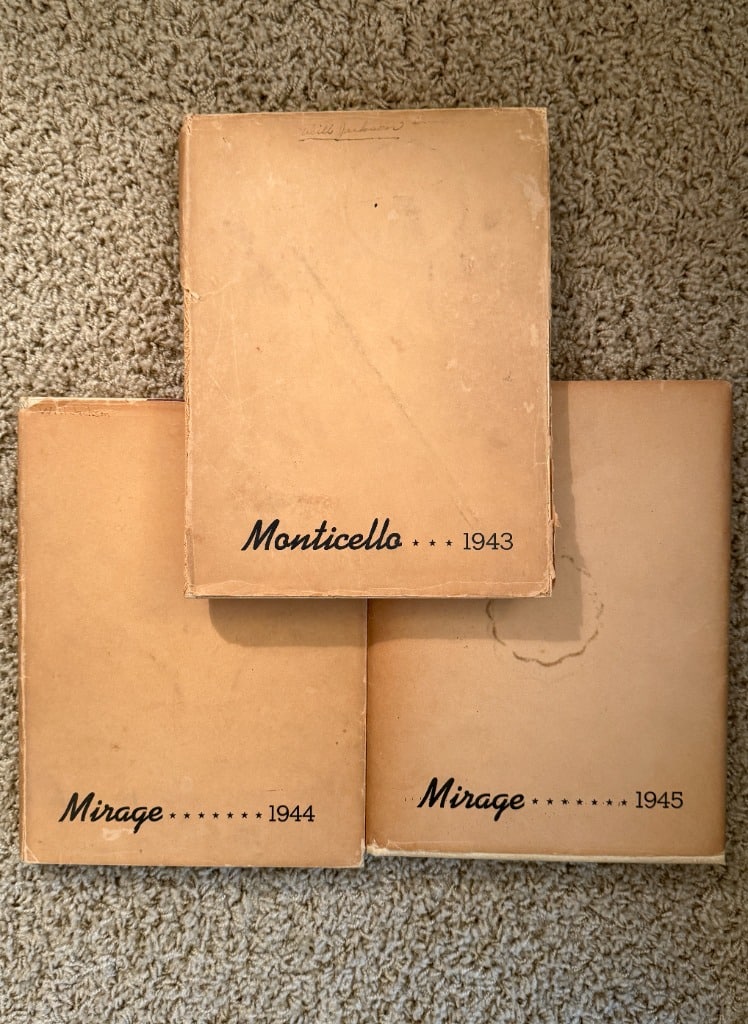 Monticello ★ ★ ★ 1943
Mirage ★ ★ ★ ★ ★ ★ ★ 1944
Mirage ★ ★ ★ ★ ★ ★ ★ 1945